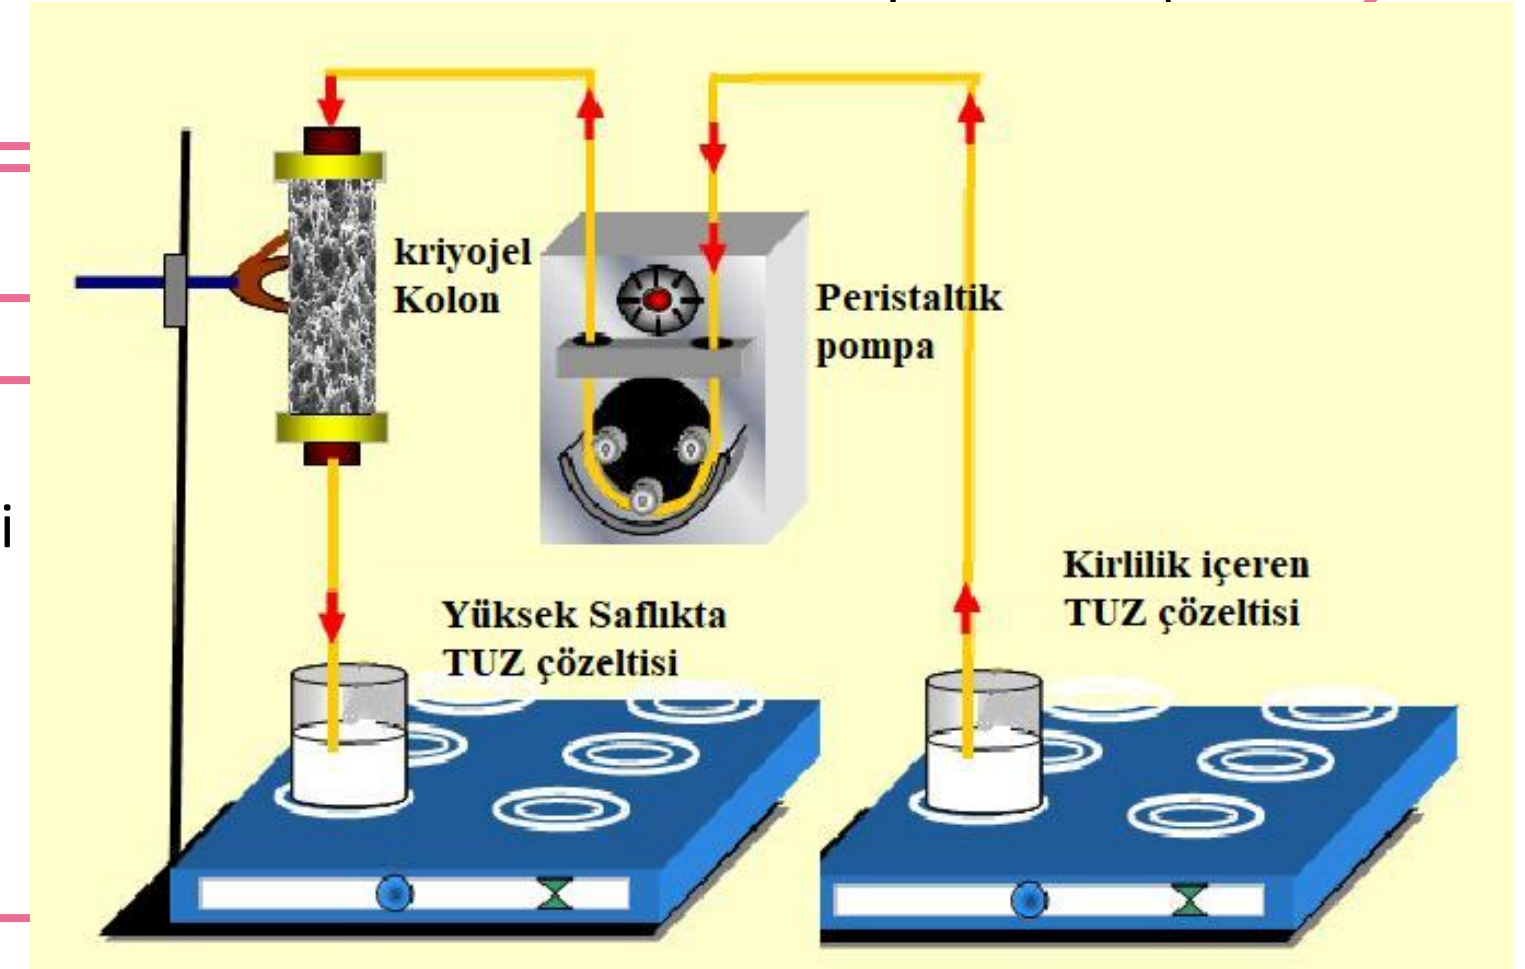 kriyojel
Kolon
Peristaltik
pompa
Kirlilik içeren
TUZ çözeltisi
Yüksek Saflıkta
TUZ çözeltisi
i